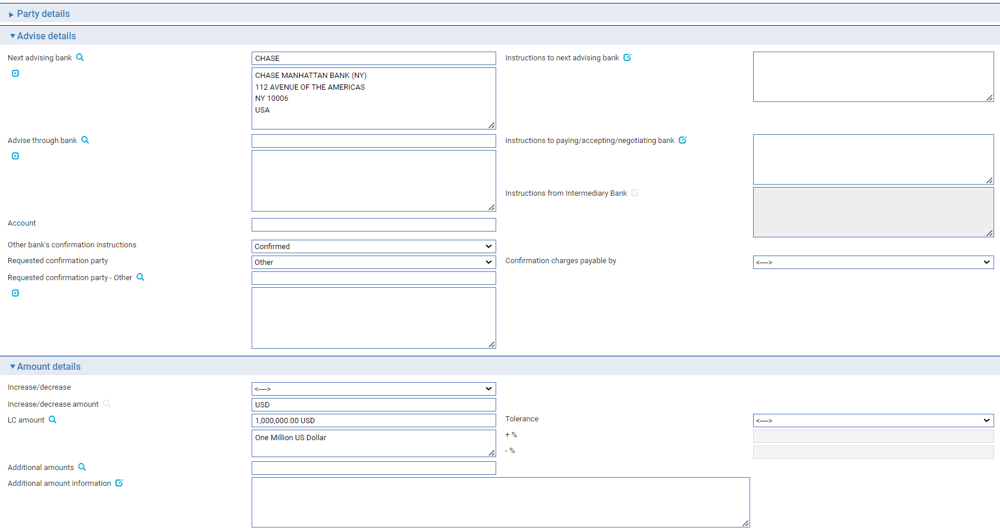 Party details
Advise details
Next advising bank
CHASE
CHASE MANHATTAN BANK (NY)
112 AVENUE OF THE AMERICAS
NY 10006
USA
Instructions to next advising bank
Advise through bank
Instructions to paying/accepting/negotiating bank
Instructions from Intermediary Bank
Account
Other bank's confirmation instructions
Confirmed
Requested confirmation party
Other
Confirmation charges payable by
<---->
Requested confirmation party - Other
Amount details
Increase/decrease
<---->
Increase/decrease amount
USD
LC amount
1,000,000.00 USD
One Million US Dollar
Tolerance
<---->
+ %
- %
Additional amounts
Additional amount information